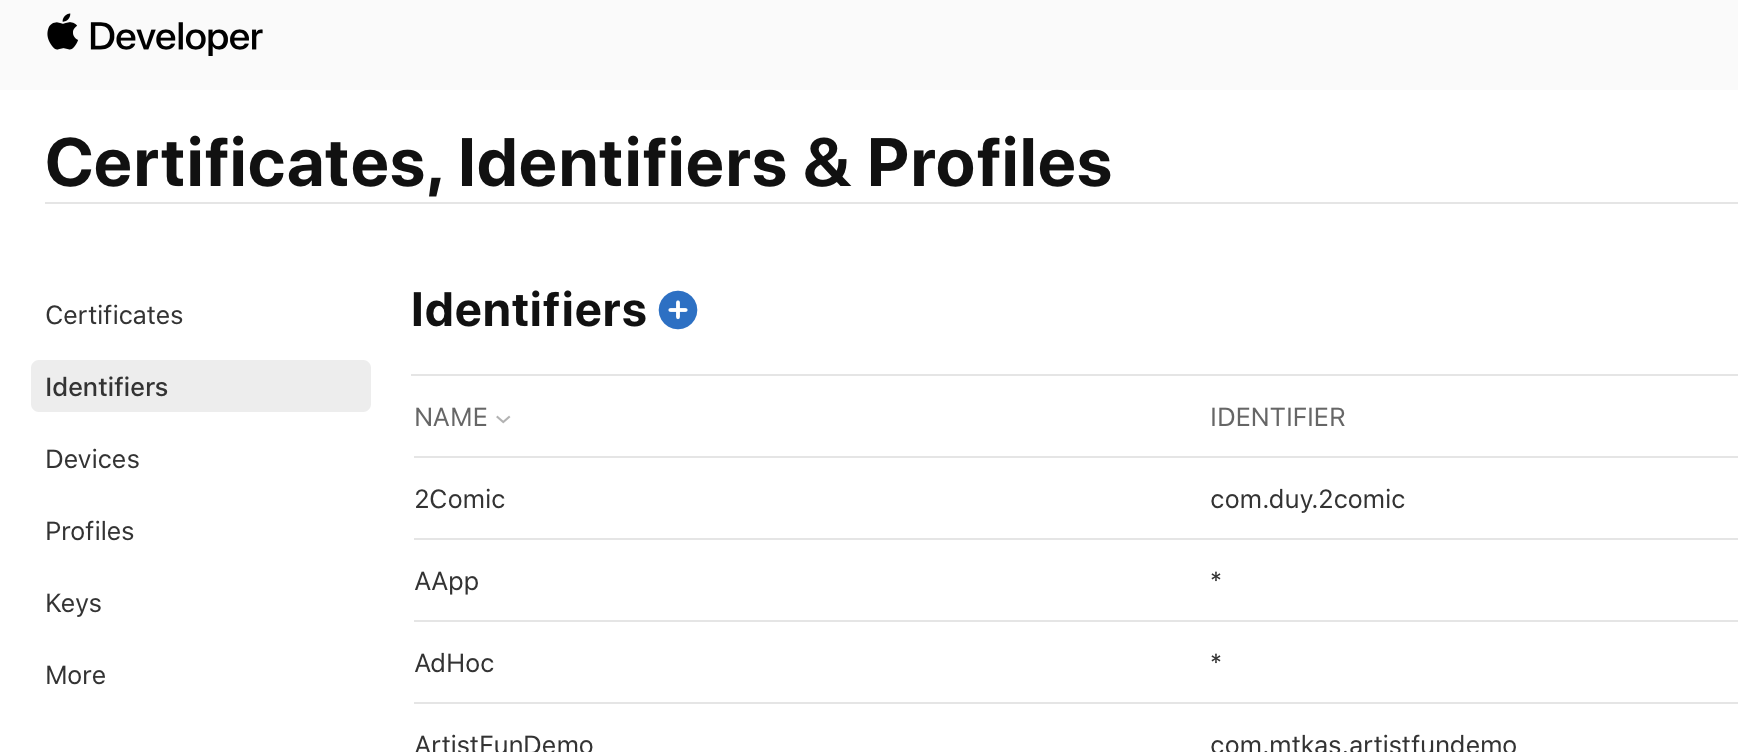 Developer
Certificates, Identifiers & Profiles
Certificates
Identifiers
Devices
Profiles
Keys
More
Identifiers
NAME IDENTIFIER
2Comic com.duy.2comic
AApp *
AdHoc *
ArtistFunDemo com.mtkas.artistfundemo